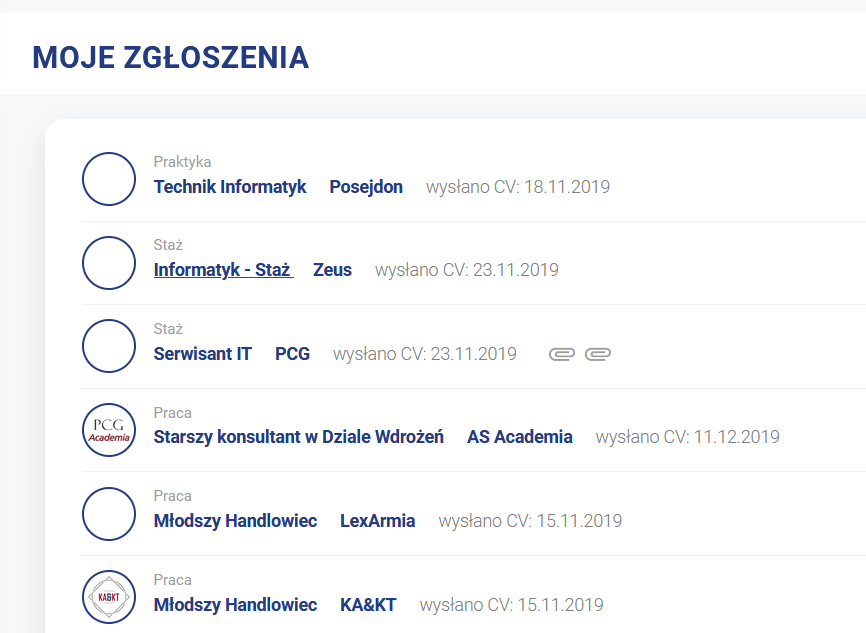 MOJE ZGŁOSZENIA
Praktyka
Technik Informatyk Posejdon wysłano CV: 18.11.2019
Staż
Informatyk - Staż Zeus wysłano CV: 23.11.2019
Staż
Serwisant IT PCG wysłano CV: 23.11.2019
PCG
Academia
Praca
Starszy konsultant w Dziale Wdrożeń AS Academia wysłano CV: 11.12.2019
Praca
Młodszy Handlowiec LexArmia wysłano CV: 15.11.2019
KA&KT
Praca
Młodszy Handlowiec KA&KT wysłano CV: 15.11.2019